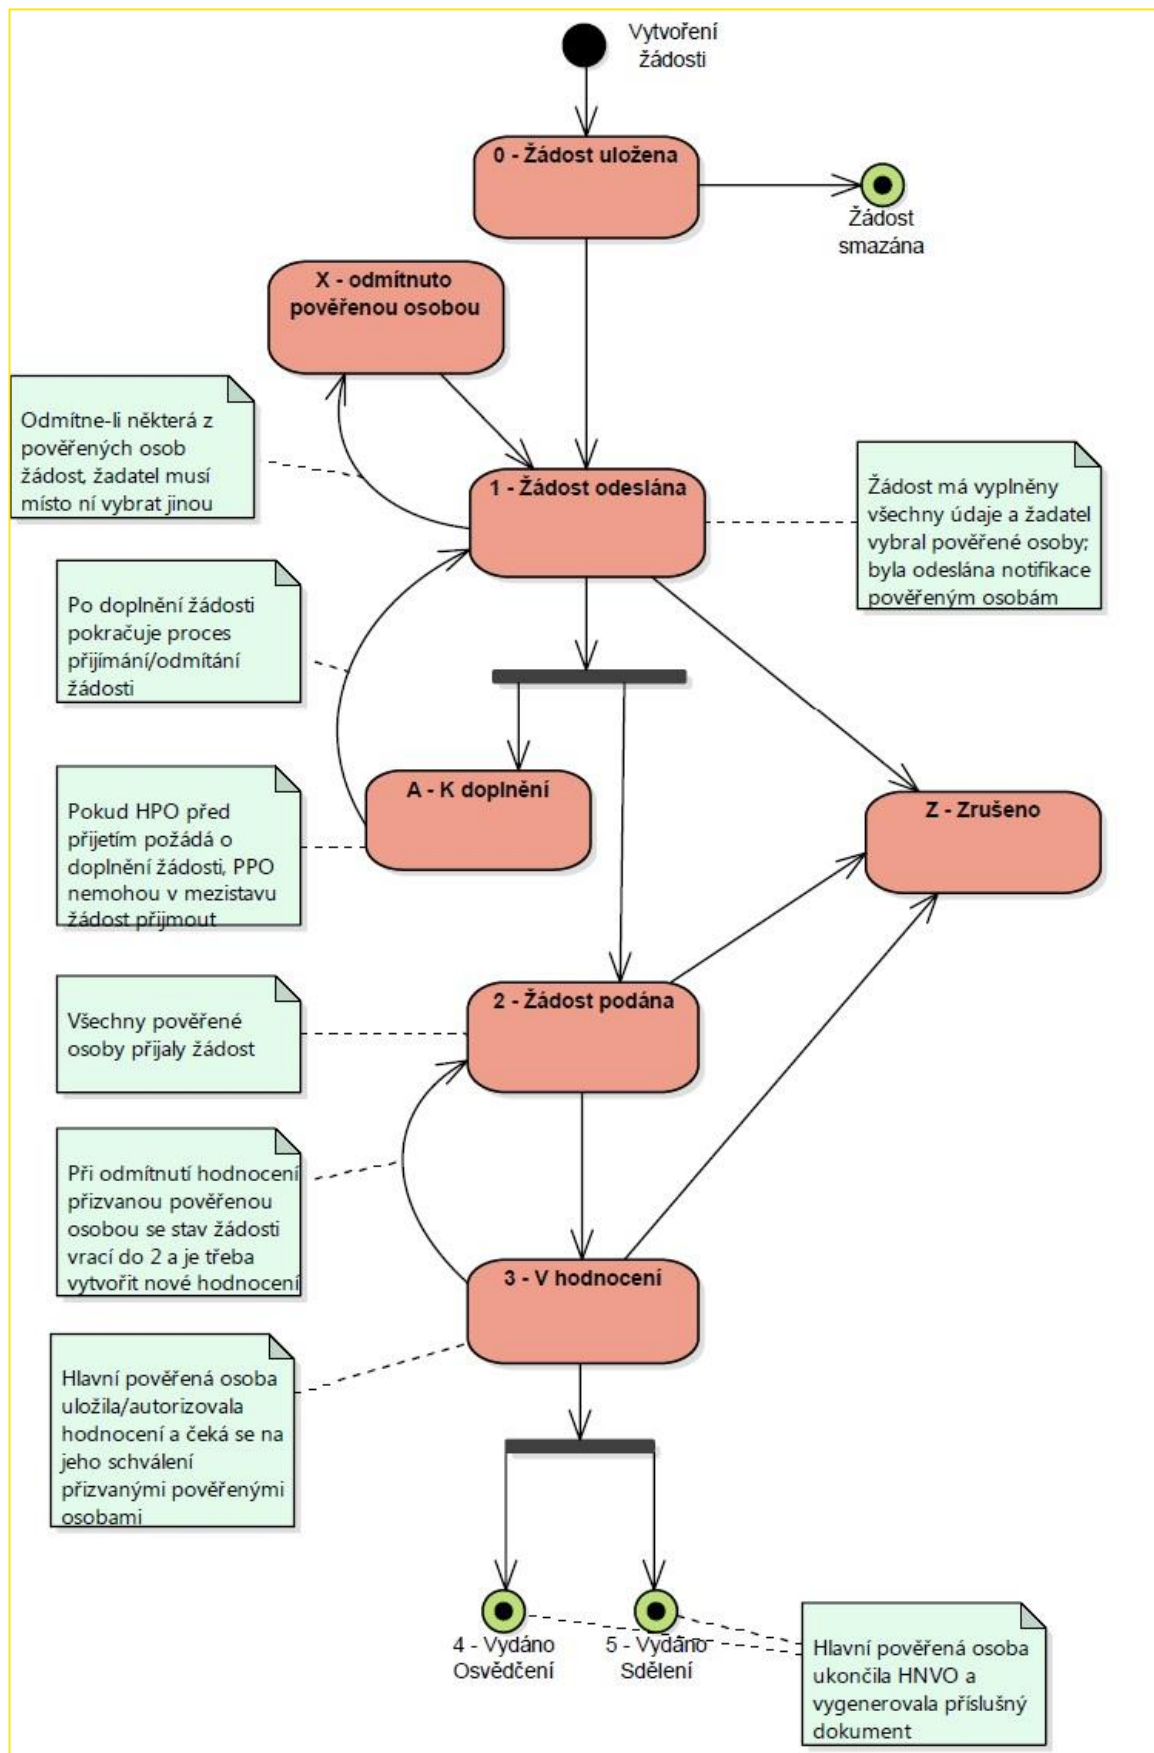 Vytvoření
žádosti
0 - Žádost uložena
Žádost
smazána
X - odmítnuto
pověřenou osobou
Odmítne-li některá z
pověřených osob
žádost, žadatel musí
místo ní vybrat jinou
1 - Žádost odeslána
Žádost má vyplněny
všechny údaje a žadatel
vybral pověřené osoby;
byla odeslána notifikace
pověřeným osobám
Po doplnění žádosti
pokračuje proces
přijímání/odmítání
žádosti
A - K doplnění
Pokud HPO před
přijetím požádá o
doplnění žádosti, PPO
nemohou v mezistavu
žádost přijmout
Z - Zrušeno
2 - Žádost podána
Všechny pověřené
osoby přijaly žádost
Při odmítnutí hodnocení
přizvanou pověřenou
osobou se stav žádosti
vrací do 2 a je třeba
vytvořit nové hodnocení
3 - V hodnocení
Hlavní pověřená osoba
uložila/autorizovala
hodnocení a čeká se na
jeho schválení
přizvanými pověřenými
osobami
4 - Vydáno
Osvědčení
5 - Vydáno
Sdělení
Hlavní pověřená osoba
ukončila HNVO a
vygenerovala příslušný
dokument